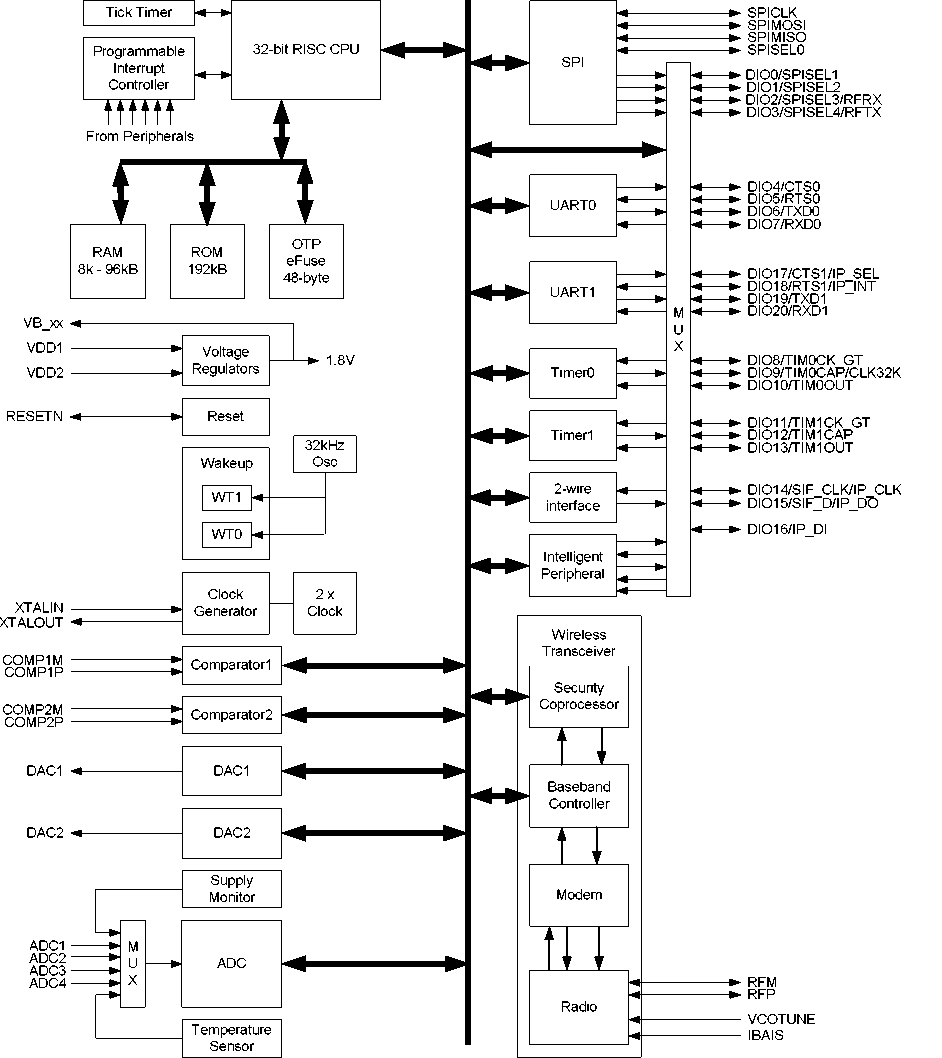 Tick Timer
32-bit RISC CPU
Programmable
Interrupt
Controller
From Peripherals
RAM
8k - 96kB
ROM
192kB
OTP
eFuse
48-byte
VB_xx
VDD1
VDD2
Voltage
Regulators
1.8V
RESETN
Reset
Wakeup
WT1
WT0
32kHz
Osc
Clock
Generator
2 x
Clock
XTALIN
XTALOUT
COMP1M
COMP1P
Comparator1
COMP2M
COMP2P
Comparator2
DAC1
DAC1
DAC2
DAC2
Supply
Monitor
ADC1
ADC2
ADC3
ADC4
M
U
X
ADC
Temperature
Sensor
SPI
SPICLK
SPIMOSI
SPIMISO
SPISEL0
DIO0/SPISEL1
DIO1/SPISEL2
DIO2/SPISEL3/RFRX
DIO3/SPISEL4/RFTX
UART0
DIO4/CTS0
DIO5/RTS0
DIO6/TXD0
DIO7/RXD0
UART1
DIO17/CTS1/IP_SEL
DIO18/RTS1/IP_INT
DIO19/TXD1
DIO20/RXD1
M
U
X
Timer0
DIO8/TIM0CK_GT
DIO9/TIM0CAP/CLK32K
DIO10/TIM0OUT
Timer1
DIO11/TIM1CK_GT
DIO12/TIM1CAP
DIO13/TIM1OUT
2-wire
interface
DIO14/SIF_CLK/IP_CLK
DIO15/SIF_D/IP_DO
DIO16/IP_DI
Intelligent
Peripheral
Wireless
Transceiver
Security
Coprocessor
Baseband
Controller
Modem
Radio
RFM
RFP
VCOTUNE
IBAIS